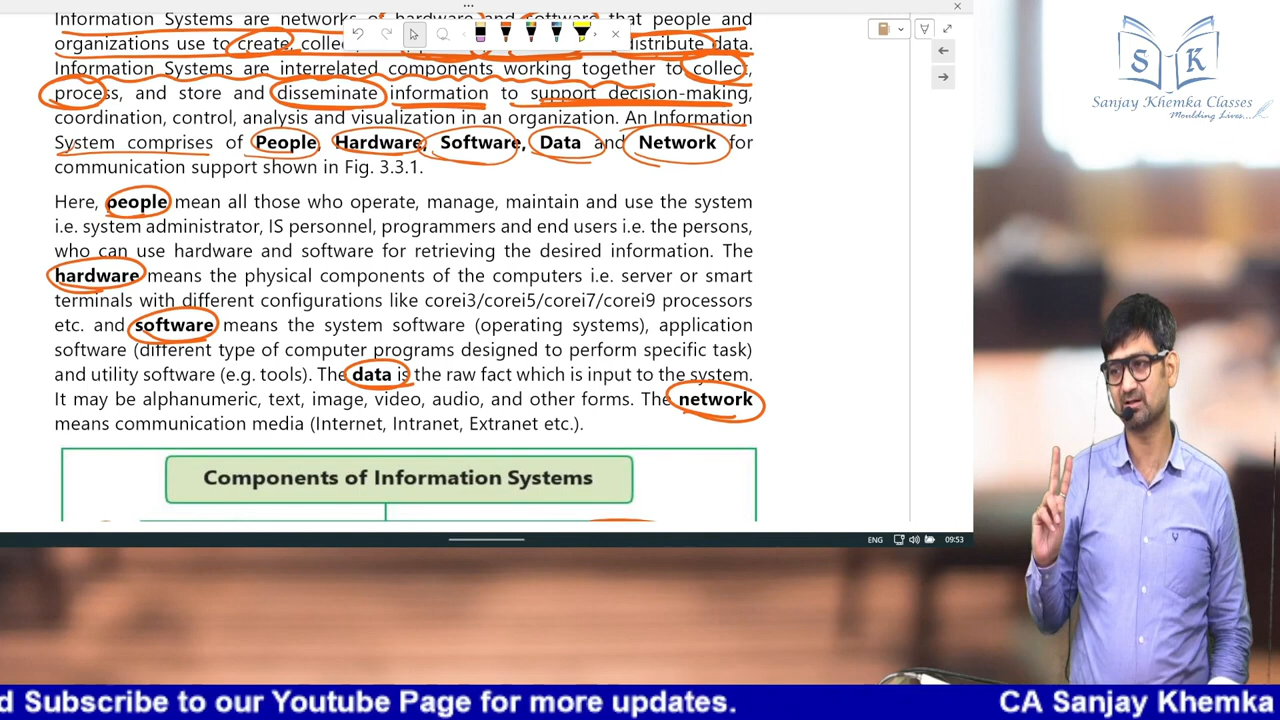 Information Systems are networks of hardware and software that people and
organizations use to create, collec distribute data.
Information Systems are interrelated components working together to collect,
process, and store and disseminate information to support decision-making,
coordination, control, analysis and visualization in an organization. An Information
System comprises of People, Hardware, Software, Data and Network for
communication support shown in Fig. 3.3.1.
Here, people mean all those who operate, manage, maintain and use the system
i.e. system administrator, IS personnel, programmers and end users i.e. the persons,
who can use hardware and software for retrieving the desired information. The
hardware means the physical components of the computers i.e. server or smart
terminals with different configurations like corei3/corei5/corei7/corei9 processors
etc. and software means the system software (operating systems), application
software (different type of computer programs designed to perform specific task)
and utility software (e.g. tools). The data is the raw fact which is input to the system.
It may be alphanumeric, text, image, video, audio, and other forms. The network
means communication media (Internet, Intranet, Extranet etc.).
Components of Information Systems
ENG 09:53
S K
Sanjay Khemka Classes
Moulding Lives...
d Subscribe to our Youtube Page for more updates. CA Sanjay Khemka